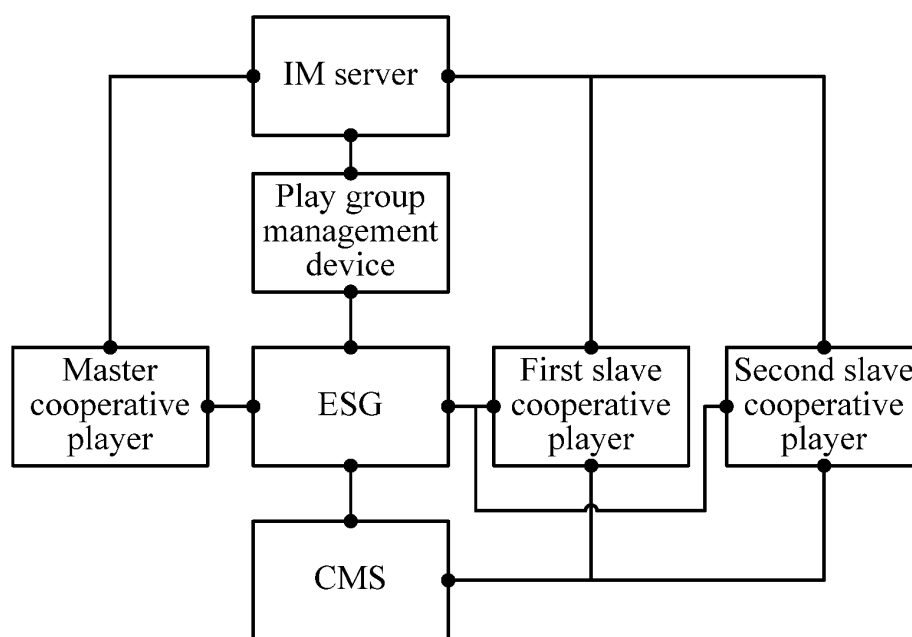 IM server
Play group
management
device
Master
cooperative
player
ESG
First slave
cooperative
player
Second slave
cooperative
player
CMS